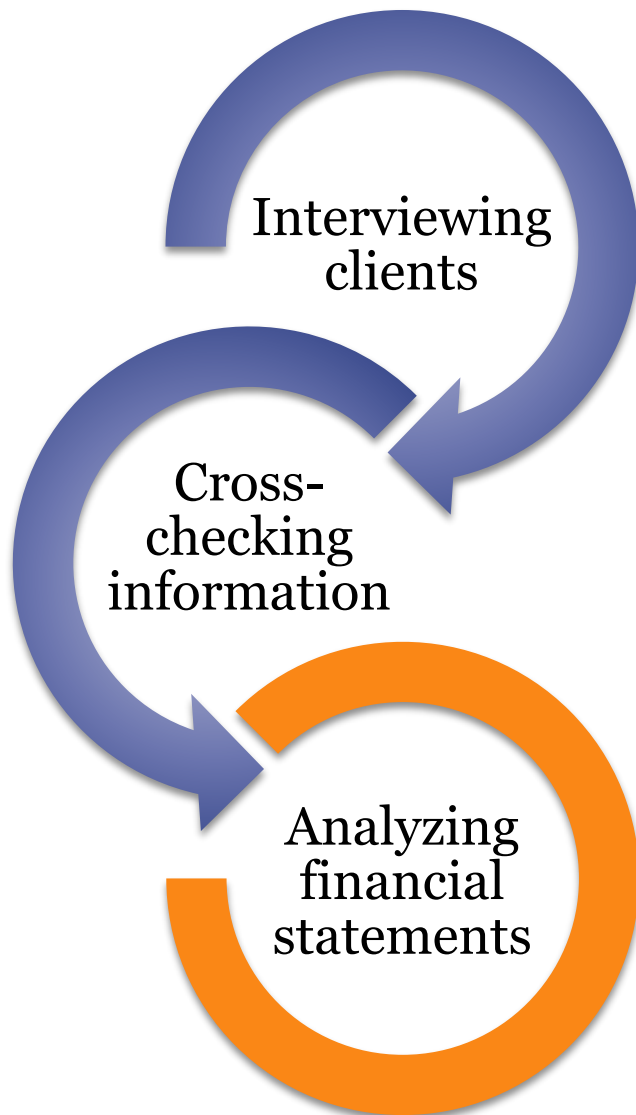 Interviewing
clients
Cross-
checking
information
Analyzing
financial
statements